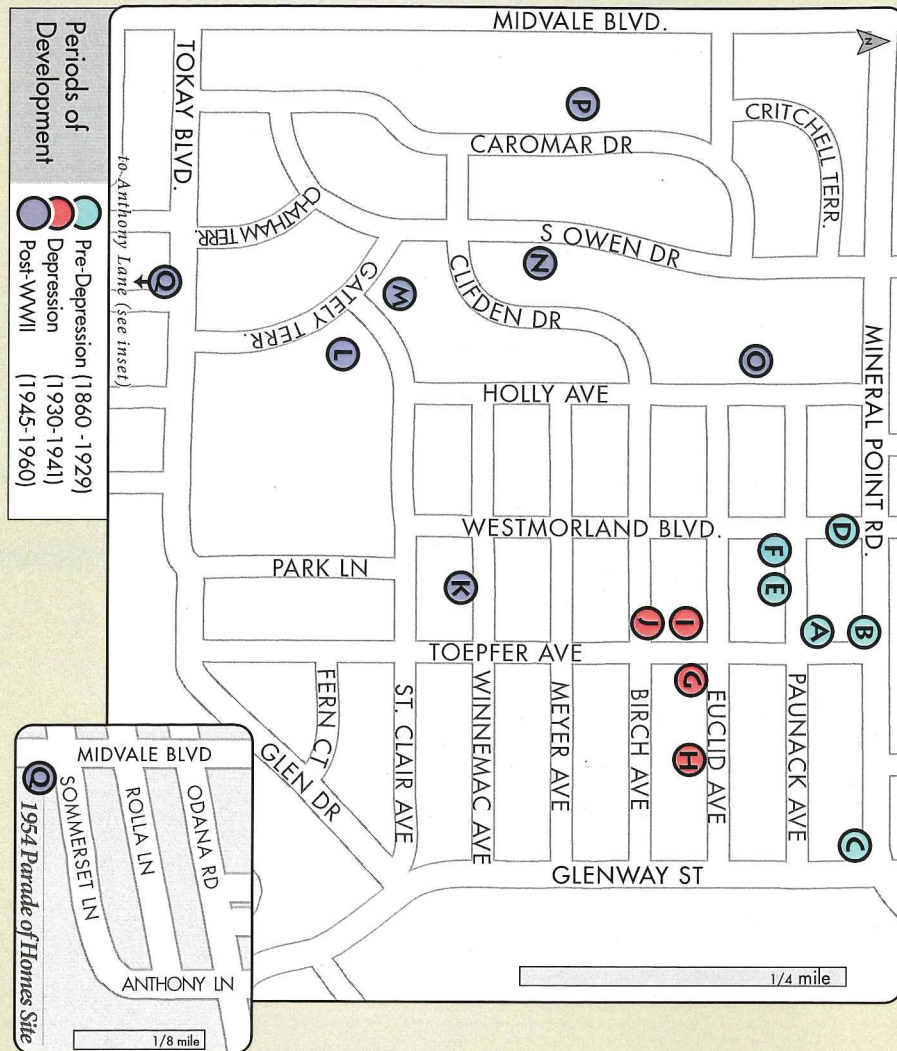 N
MIDVALE BLVD.
CRITCHELL TERR.
CAROMAR DR
S OWEN DR
CLIFDEN DR
CHATHAM TERR.
GATELY TERR.
TOKAY BLVD.
MINERAL POINT RD.
HOLLY AVE
WESTMORLAND BLVD.
PARK LN
TOEPFER AVE
FERN CT
ST. CLAIR AVE
WINNEMAC AVE
MEYER AVE
BIRCH AVE
EUCLID AVE
PAUNACK AVE
GLEN DR
GLENWAY ST
P
N
M
L
O
Q
D
F
E
A
B
K
J
I
G
H
C
to Anthony Lane (see inset)
1/4 mile
Periods of
Development
Pre-Depression (1860 -1929)
Depression (1930-1941)
Post-WWII (1945-1960)
MIDVALE BLVD
ODANA RD
ROLLA LN
SOMMERSET LN
ANTHONY LN
Q 1954 Parade of Homes Site
1/8 mile